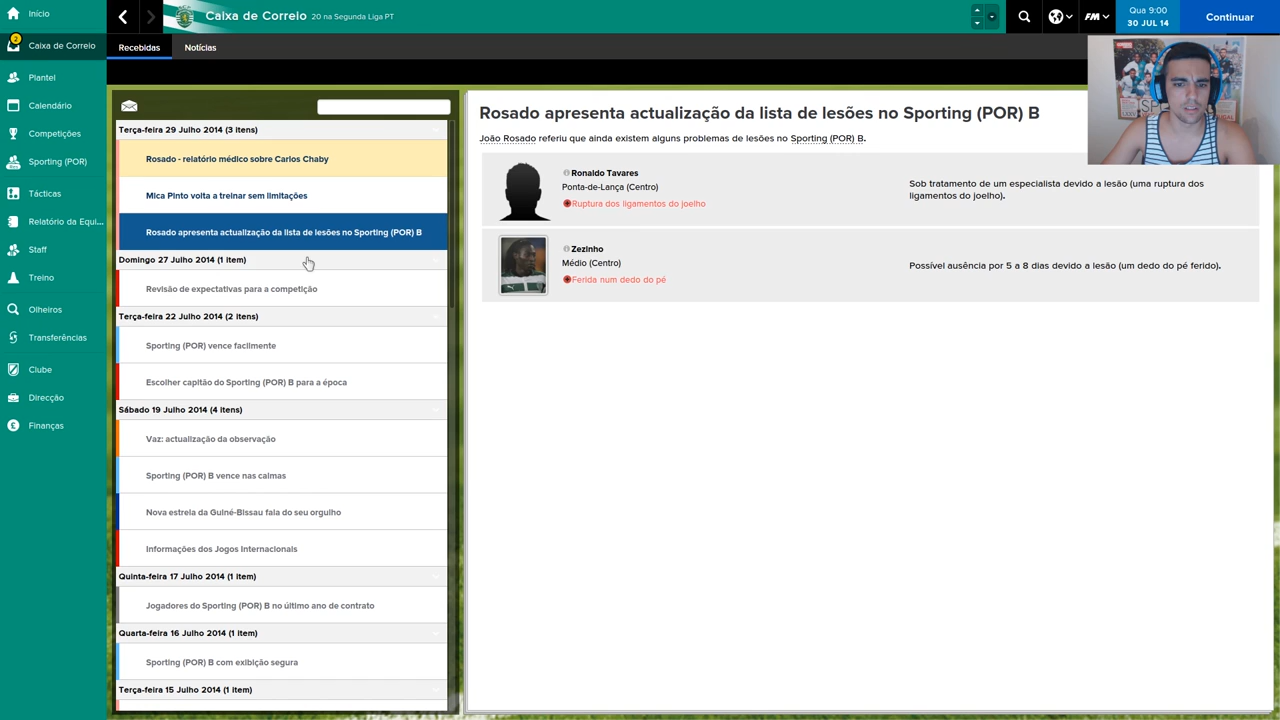 Início
Caixa de Correio
2
Plantel
Calendário
Competições
Sporting (POR)
Tácticas
Relatório da Equi...
Staff
Treino
Olheiros
Transferências
Clube
Direcção
Finanças
Caixa de Correio 20 na Segunda Liga PT
FM
Qua 9:00
30 JUL 14
Continuar
Recebidas Notícias
Terça-feira 29 Julho 2014 (3 itens)
Rosado - relatório médico sobre Carlos Chaby
Mica Pinto volta a treinar sem limitações
Rosado apresenta actualização da lista de lesões no Sporting (POR) B
Domingo 27 Julho 2014 (1 item)
Revisão de expectativas para a competição
Terça-feira 22 Julho 2014 (2 itens)
Sporting (POR) vence facilmente
Escolher capitão do Sporting (POR) B para a época
Sábado 19 Julho 2014 (4 itens)
Vaz: actualização da observação
Sporting (POR) B vence nas calmas
Nova estrela da Guiné-Bissau fala do seu orgulho
Informações dos Jogos Internacionais
Quinta-feira 17 Julho 2014 (1 item)
Jogadores do Sporting (POR) B no último ano de contrato
Quarta-feira 16 Julho 2014 (1 item)
Sporting (POR) B com exibição segura
Terça-feira 15 Julho 2014 (1 item)
Rosado apresenta actualização da lista de lesões no Sporting (POR) B
João Rosado referiu que ainda existem alguns problemas de lesões no Sporting (POR) B.
Ronaldo Tavares
Ponta-de-Lança (Centro)
Ruptura dos ligamentos do joelho
Sob tratamento de um especialista devido a lesão (uma ruptura dos
ligamentos do joelho).
Zezinho
Médio (Centro)
Ferida num dedo do pé
Possível ausência por 5 a 8 dias devido a lesão (um dedo do pé ferido).